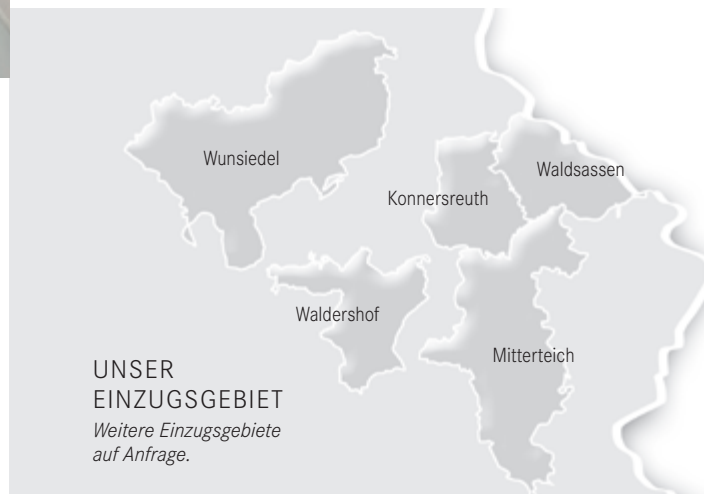 Wunsiedel
Waldsassen
Konnersreuth
Waldershof
Mitterteich
UNSER
EINZUGSGEBIET
Weitere Einzugsgebiete
auf Anfrage.